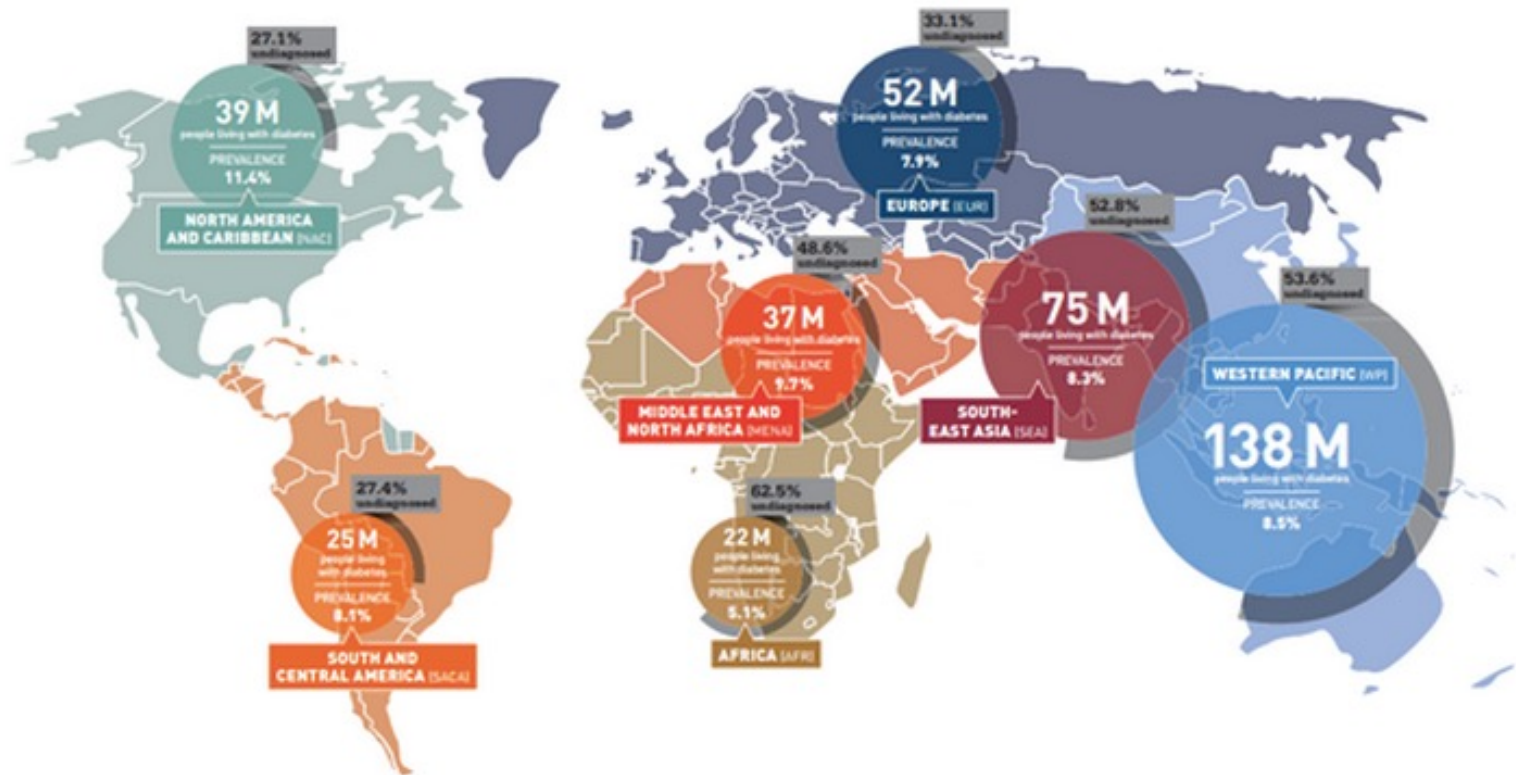 27.1%
undiagnosed
39 M
people living with diabetes
PREVALENCE
11.4%
NORTH AMERICA
AND CARIBBEAN (NAC)
33.1%
undiagnosed
52 M
people living with diabetes
PREVALENCE
7.9%
EUROPE (EUR)
48.6%
undiagnosed
37 M
people living with diabetes
PREVALENCE
9.7%
MIDDLE EAST AND
NORTH AFRICA (MENA)
52.8%
undiagnosed
75 M
people living with diabetes
PREVALENCE
8.3%
SOUTH-
EAST ASIA (SEA)
53.6%
undiagnosed
WESTERN PACIFIC (WP)
138 M
people living with diabetes
PREVALENCE
8.5%
27.4%
undiagnosed
25 M
people living
with diabetes
PREVALENCE
8.1%
SOUTH AND
CENTRAL AMERICA (SACA)
62.5%
undiagnosed
22 M
people living
with diabetes
PREVALENCE
5.1%
AFRICA (AFR)